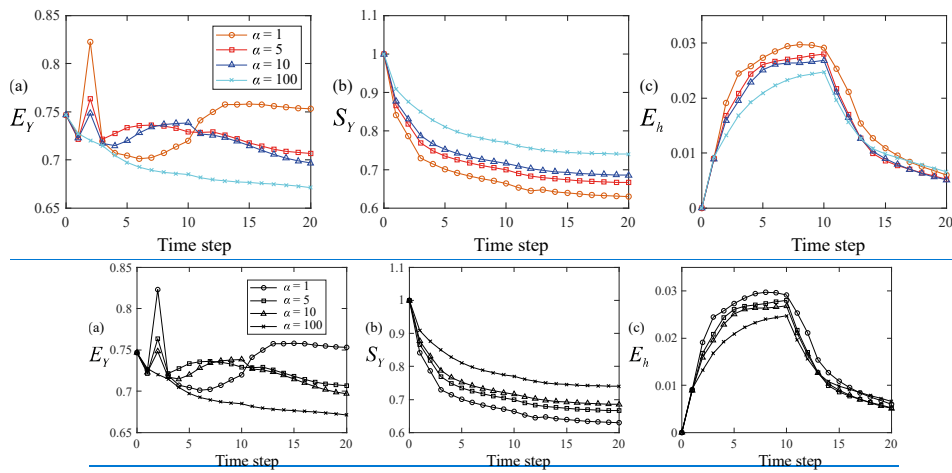 0.85
0.8
0.75
0.7
0.65
(a)
E_Y
α = 1
α = 5
α = 10
α = 100
0 5 10 15 20
Time step
1.1
1
0.9
0.8
0.7
0.6
(b)
S_Y
0 5 10 15 20
Time step
0.03
0.02
0.01
0
(c)
E_h
0 5 10 15 20
Time step
0.85
0.8
0.75
0.7
0.65
(a)
E_Y
α = 1
α = 5
α = 10
α = 100
0 5 10 15 20
Time step
1.1
1
0.9
0.8
0.7
0.6
(b)
S_Y
0 5 10 15 20
Time step
0.03
0.02
0.01
0
(c)
E_h
0 5 10 15 20
Time step